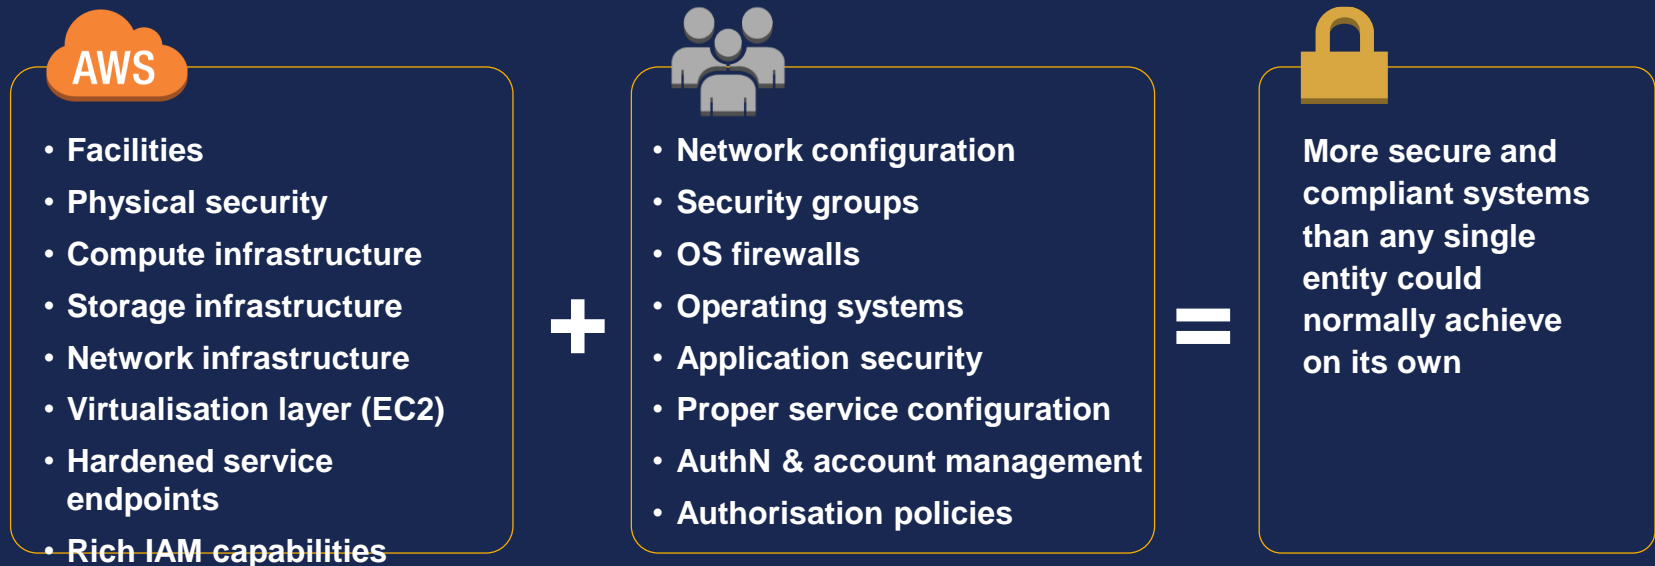 AWS
• Facilities
• Physical security
• Compute infrastructure
• Storage infrastructure
• Network infrastructure
• Virtualisation layer (EC2)
• Hardened service
endpoints
• Rich IAM capabilities
+
• Network configuration
• Security groups
• OS firewalls
• Operating systems
• Application security
• Proper service configuration
• AuthN & account management
• Authorisation policies
=
More secure and
compliant systems
than any single
entity could
normally achieve
on its own